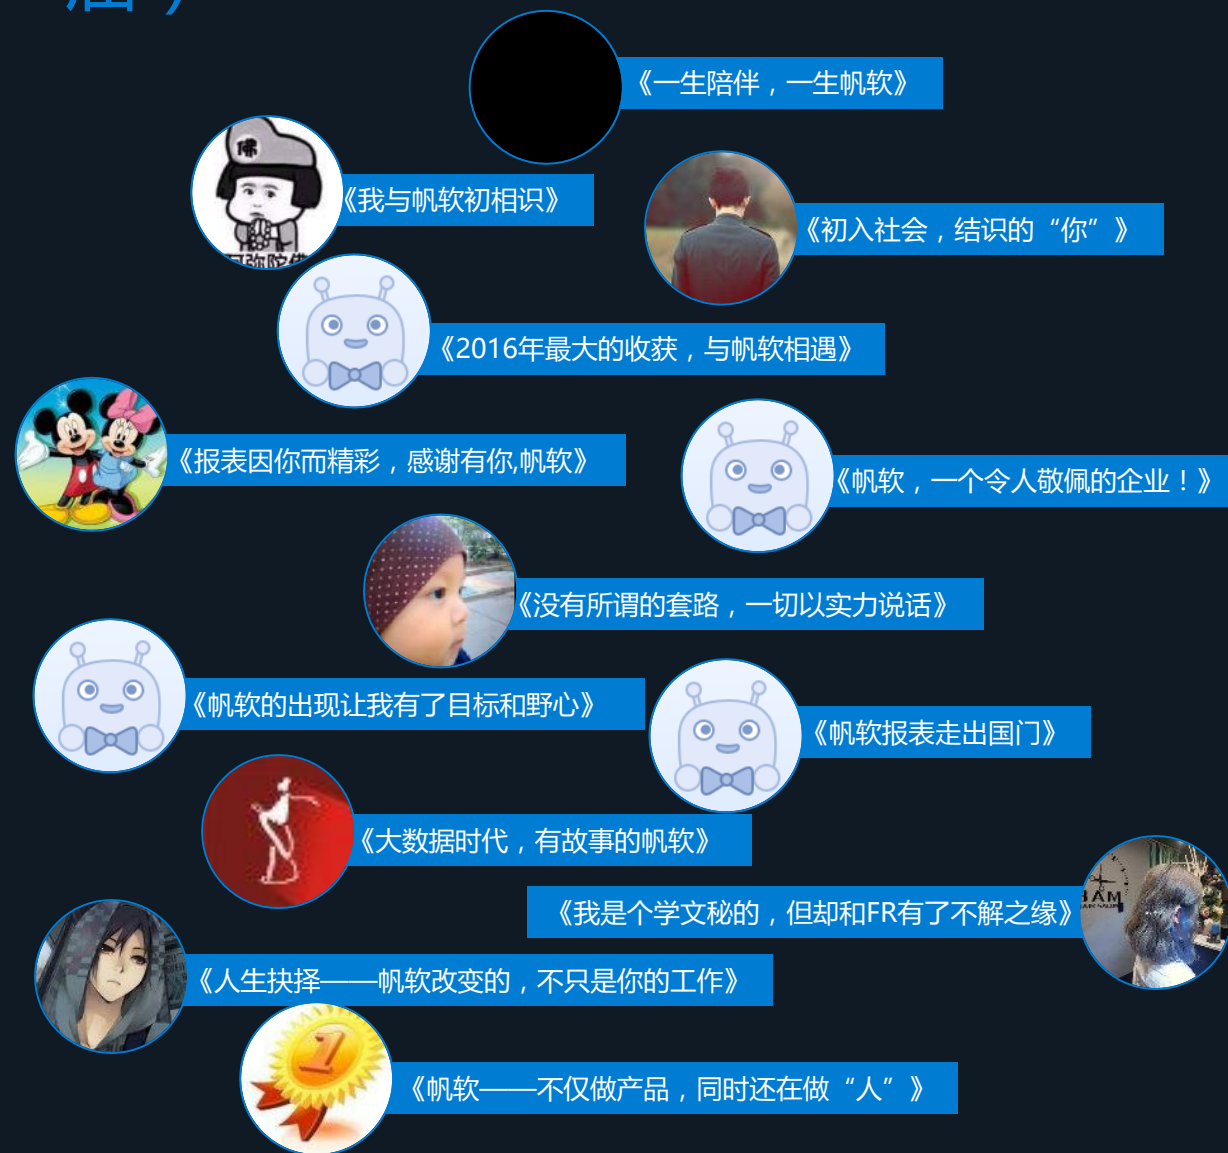 《一生陪伴，一生帆软》
佛
《我与帆软初相识》
《初入社会，结识的“你”》
《2016年最大的收获，与帆软相遇》
《报表因你而精彩，感谢有你,帆软》
《帆软，一个令人敬佩的企业！》
《没有所谓的套路，一切以实力说话》
《帆软的出现让我有了目标和野心》
《帆软报表走出国门》
《大数据时代，有故事的帆软》
《我是个学文秘的，但却和FR有了不解之缘》
《人生抉择——帆软改变的，不只是你的工作》
1
《帆软——不仅做产品，同时还在做“人”》